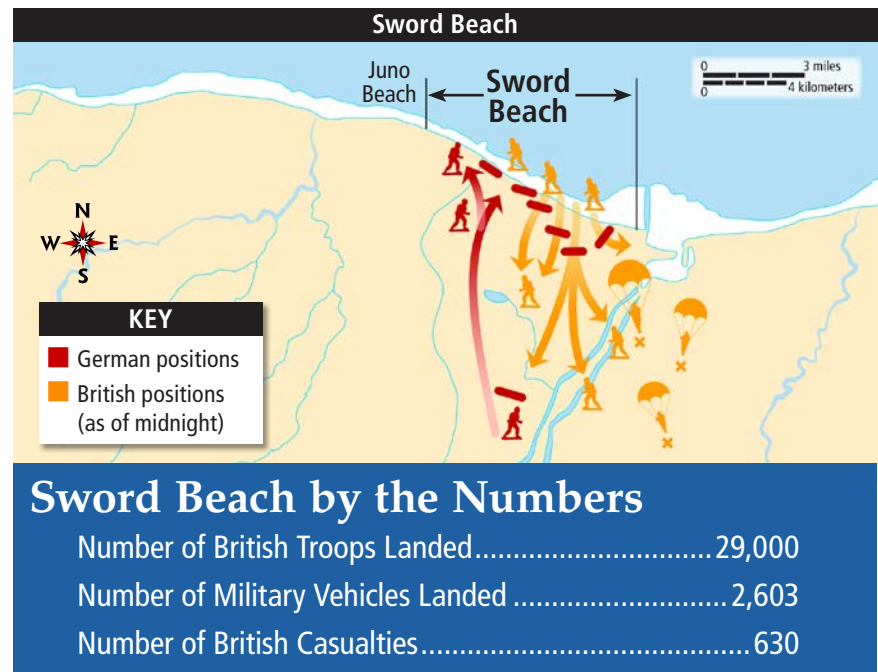 Sword Beach
Juno
Beach
Sword
Beach
0 3 miles
0 4 kilometers
N
W E
S
KEY
German positions
British positions
(as of midnight)
Sword Beach by the Numbers
Number of British Troops Landed...............................29,000
Number of Military Vehicles Landed ............................2,603
Number of British Casualties...........................................630